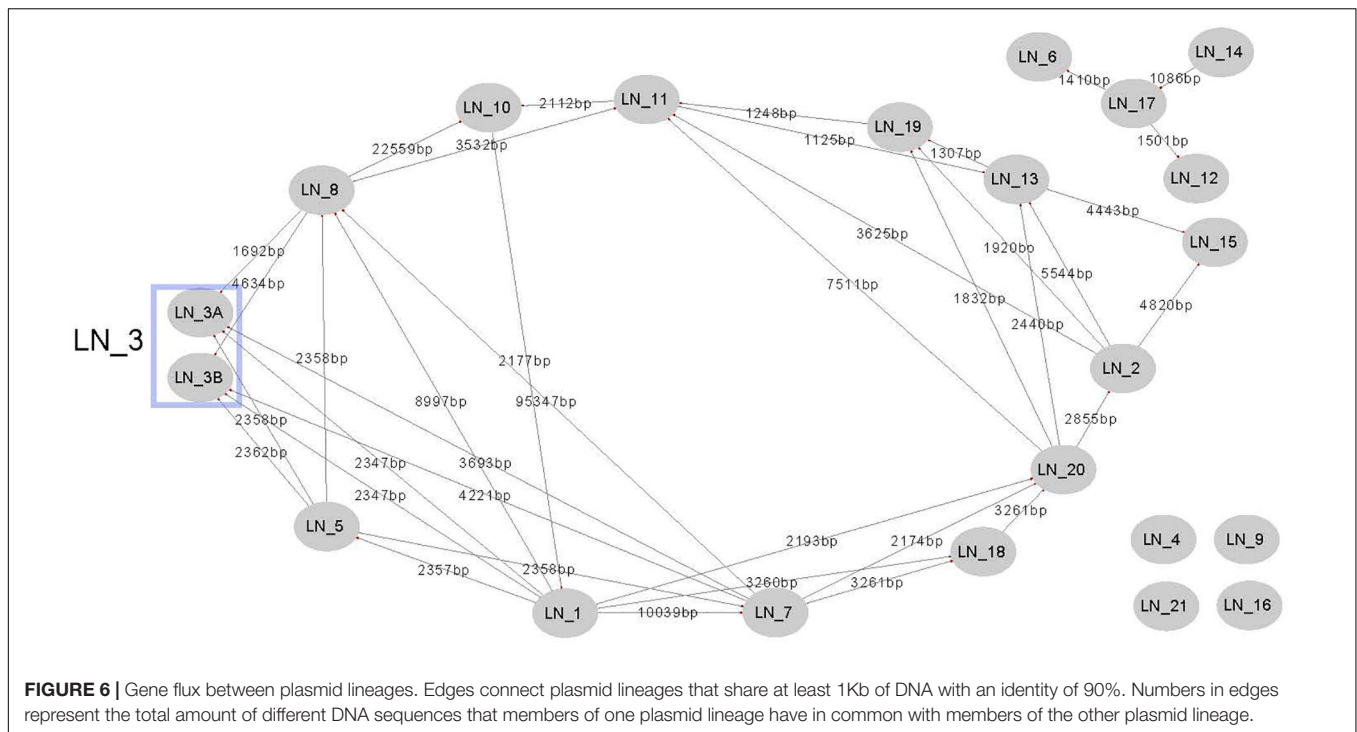 LN_6
LN_14
1410bp
1086bp
LN_17
1501bp
LN_12
LN_10
2112bp
LN_11
1248bp
LN_19
22559bp
3532bp
1125bp
1307bp
LN_13
LN_8
4443bp
LN_15
1692bp
3625bp
1920bp
4634bp
5544bp
7511bp
1832bp
4820bp
LN_3A
LN_3
2440bp
2358bp
2177bp
LN_2
LN_3B
8997bp
95347bp
2855bp
2358bp
2362bp
2347bp
3693bp
LN_20
2347bp
4221bp
3261bp
LN_5
2193bp
2174bp
LN_18
LN_4
LN_9
2357bp
2358bp
3260bp
3261bp
LN_1
10039bp
LN_7
LN_21
LN_16
FIGURE 6 | Gene flux between plasmid lineages. Edges connect plasmid lineages that share at least 1Kb of DNA with an identity of 90%. Numbers in edges
represent the total amount of different DNA sequences that members of one plasmid lineage have in common with members of the other plasmid lineage.